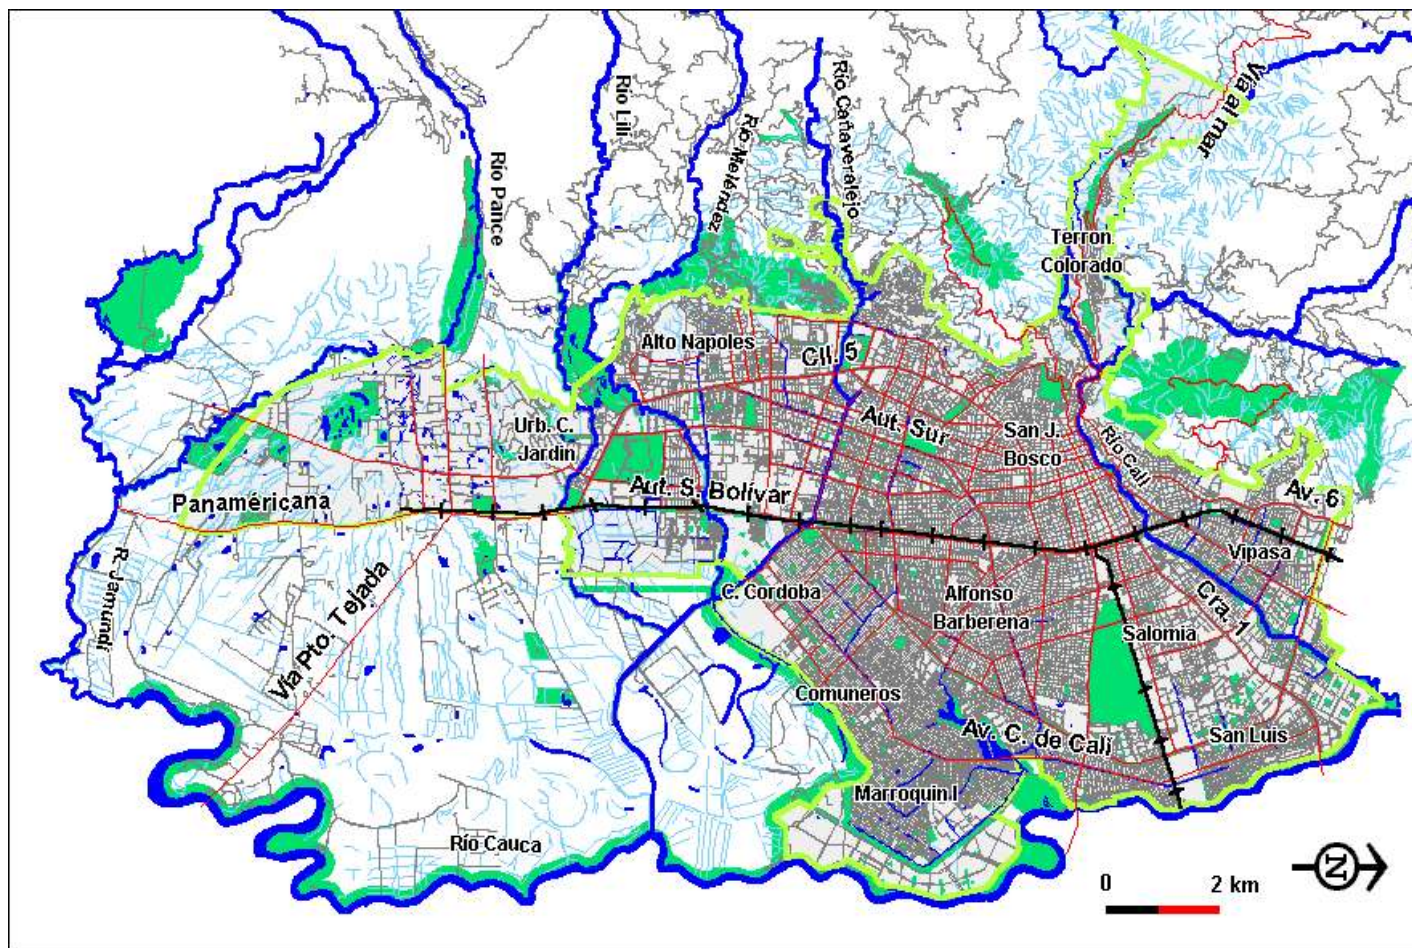 Vía al mar
Río Lili
Río Cañaveralejo
Río Meléndez
Río Pance
Terron
Colorado
Alto Napoles
Cll. 5
Aut. Sur
San J.
Bosco
Río Cali
Urb. C.
Jardin
Aut. S. Bolívar
Av. 6
Panamericana
Vipasa
R. Jamundí
C. Cordoba
Alfonso
Barberena
Cra. 1
Salomia
Vía Pto. Tejada
Comuneros
Av. C. de Cali
San Luis
Marroquin I
Río Cauca
0 2 km
N